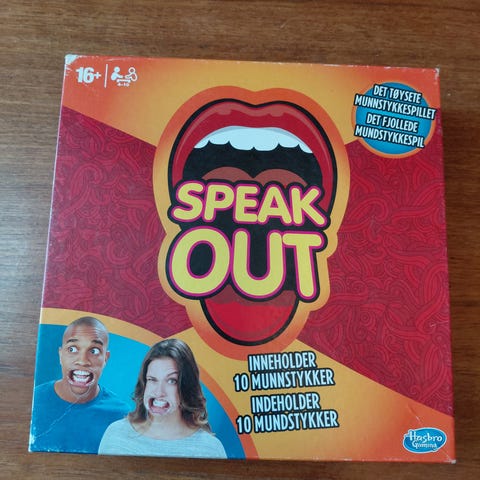 16+
4-10
DET TØYSETE
MUNNSTYKKESPILLET
DET FJOLLEDE
MUNDSTYKKESPIL
SPEAK
OUT
INNEHOLDER
10 MUNNSTYKKER
INDEHOLDER
10 MUNDSTYKKER
Hasbro
Gaming